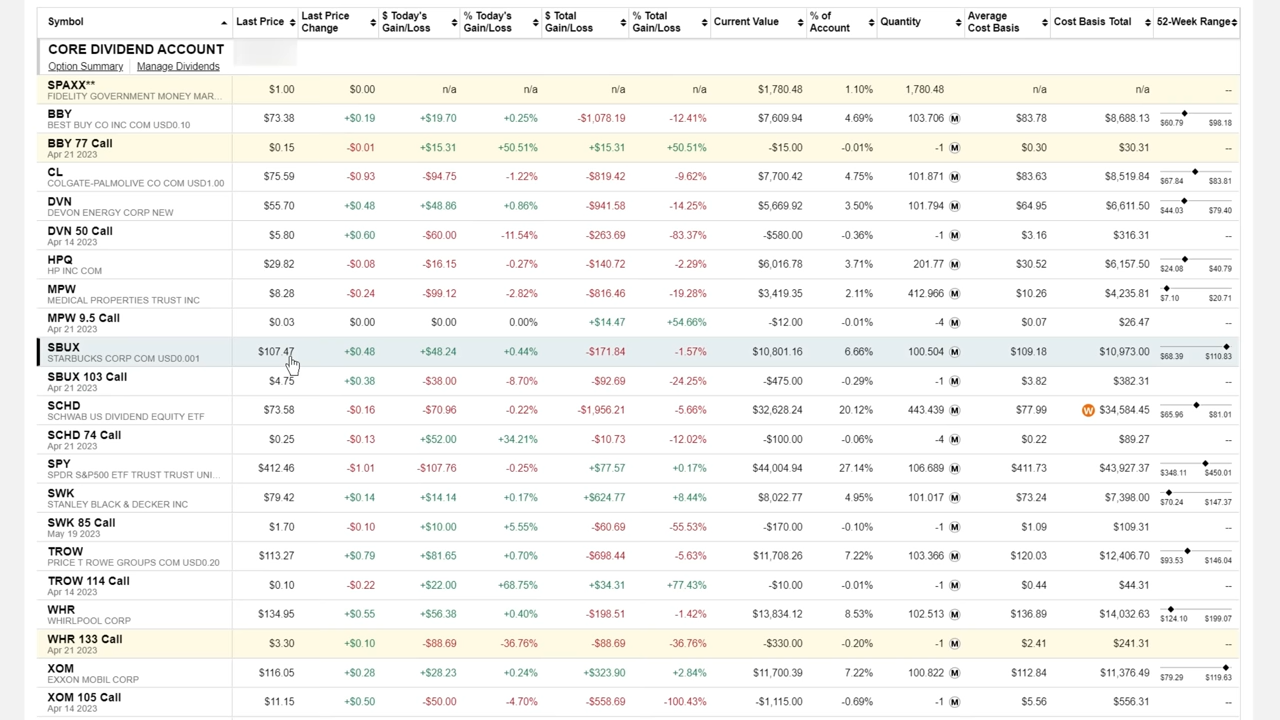 Symbol Last Price Last Price Change $ Today's Gain/Loss % Today's Gain/Loss $ Total Gain/Loss % Total Gain/Loss Current Value % of Account Quantity Average Cost Basis Cost Basis Total 52-Week Range
CORE DIVIDEND ACCOUNT
Option Summary Manage Dividends
SPAXX** $1.00 $0.00 n/a n/a n/a n/a $1,780.48 1.10% 1,780.48 n/a n/a --
FIDELITY GOVERNMENT MONEY MAR...
BBY $73.38 +$0.19 +$19.70 +0.25% -$1,078.19 -12.41% $7,609.94 4.69% 103.706 M $83.78 $8,688.13
BEST BUY CO INC COM USD0.10 $60.79 $98.18
BBY 77 Call $0.15 -$0.01 +$15.31 +50.51% +$15.31 +50.51% -$15.00 -0.01% -1 M $0.30 $30.31 --
Apr 21 2023
CL $75.59 -$0.93 -$94.75 -1.22% -$819.42 -9.62% $7,700.42 4.75% 101.871 M $83.63 $8,519.84
COLGATE-PALMOLIVE CO COM USD1.00 $67.84 $83.81
DVN $55.70 +$0.48 +$48.86 +0.86% -$941.58 -14.25% $5,669.92 3.50% 101.794 M $64.95 $6,611.50
DEVON ENERGY CORP NEW $44.03 $79.40
DVN 50 Call $5.80 +$0.60 -$60.00 -11.54% -$263.69 -83.37% -$580.00 -0.36% -1 M $3.16 $316.31 --
Apr 14 2023
HPQ $29.82 -$0.08 -$16.15 -0.27% -$140.72 -2.29% $6,016.78 3.71% 201.77 M $30.52 $6,157.50
HP INC COM $24.08 $40.79
MPW $8.28 -$0.24 -$99.12 -2.82% -$816.46 -19.28% $3,419.35 2.11% 412.966 M $10.26 $4,235.81
MEDICAL PROPERTIES TRUST INC $7.10 $20.71
MPW 9.5 Call $0.03 $0.00 $0.00 0.00% +$14.47 +54.66% -$12.00 -0.01% -4 M $0.07 $26.47 --
Apr 21 2023
SBUX $107.47 +$0.48 +$48.24 +0.44% -$171.84 -1.57% $10,801.16 6.66% 100.504 M $109.18 $10,973.00
STARBUCKS CORP COM USD0.001 $68.39 $110.83
SBUX 103 Call $4.75 +$0.38 -$38.00 -8.70% -$92.69 -24.25% -$475.00 -0.29% -1 M $3.82 $382.31 --
Apr 21 2023
SCHD $73.58 -$0.16 -$70.96 -0.22% -$1,956.21 -5.66% $32,628.24 20.12% 443.439 M $77.99 W $34,584.45
SCHWAB US DIVIDEND EQUITY ETF $65.96 $81.01
SCHD 74 Call $0.25 -$0.13 +$52.00 +34.21% -$10.73 -12.02% -$100.00 -0.06% -4 M $0.22 $89.27 --
Apr 21 2023
SPY $412.46 -$1.01 -$107.76 -0.25% +$77.57 +0.17% $44,004.94 27.14% 106.689 M $411.73 $43,927.37
SPDR S&P500 ETF TRUST TRUST UNI... $348.11 $450.01
SWK $79.42 +$0.14 +$14.14 +0.17% +$624.77 +8.44% $8,022.77 4.95% 101.017 M $73.24 $7,398.00
STANLEY BLACK & DECKER INC $70.24 $147.37
SWK 85 Call $1.70 -$0.10 +$10.00 +5.55% -$60.69 -55.53% -$170.00 -0.10% -1 M $1.09 $109.31 --
May 19 2023
TROW $113.27 +$0.79 +$81.65 +0.70% -$698.44 -5.63% $11,708.26 7.22% 103.366 M $120.03 $12,406.70
PRICE T ROWE GROUPS COM USD0.20 $93.53 $146.04
TROW 114 Call $0.10 -$0.22 +$22.00 +68.75% +$34.31 +77.43% -$10.00 -0.01% -1 M $0.44 $44.31 --
Apr 14 2023
WHR $134.95 +$0.55 +$56.38 +0.40% -$198.51 -1.42% $13,834.12 8.53% 102.513 M $136.89 $14,032.63
WHIRLPOOL CORP $124.10 $199.07
WHR 133 Call $3.30 +$0.10 -$88.69 -36.76% -$88.69 -36.76% -$330.00 -0.20% -1 M $2.41 $241.31 --
Apr 21 2023
XOM $116.05 +$0.28 +$28.23 +0.24% +$323.90 +2.84% $11,700.39 7.22% 100.822 M $112.84 $11,376.49
EXXON MOBIL CORP $79.29 $119.63
XOM 105 Call $11.15 +$0.50 -$50.00 -4.70% -$558.69 -100.43% -$1,115.00 -0.69% -1 M $5.56 $556.31 --
Apr 14 2023